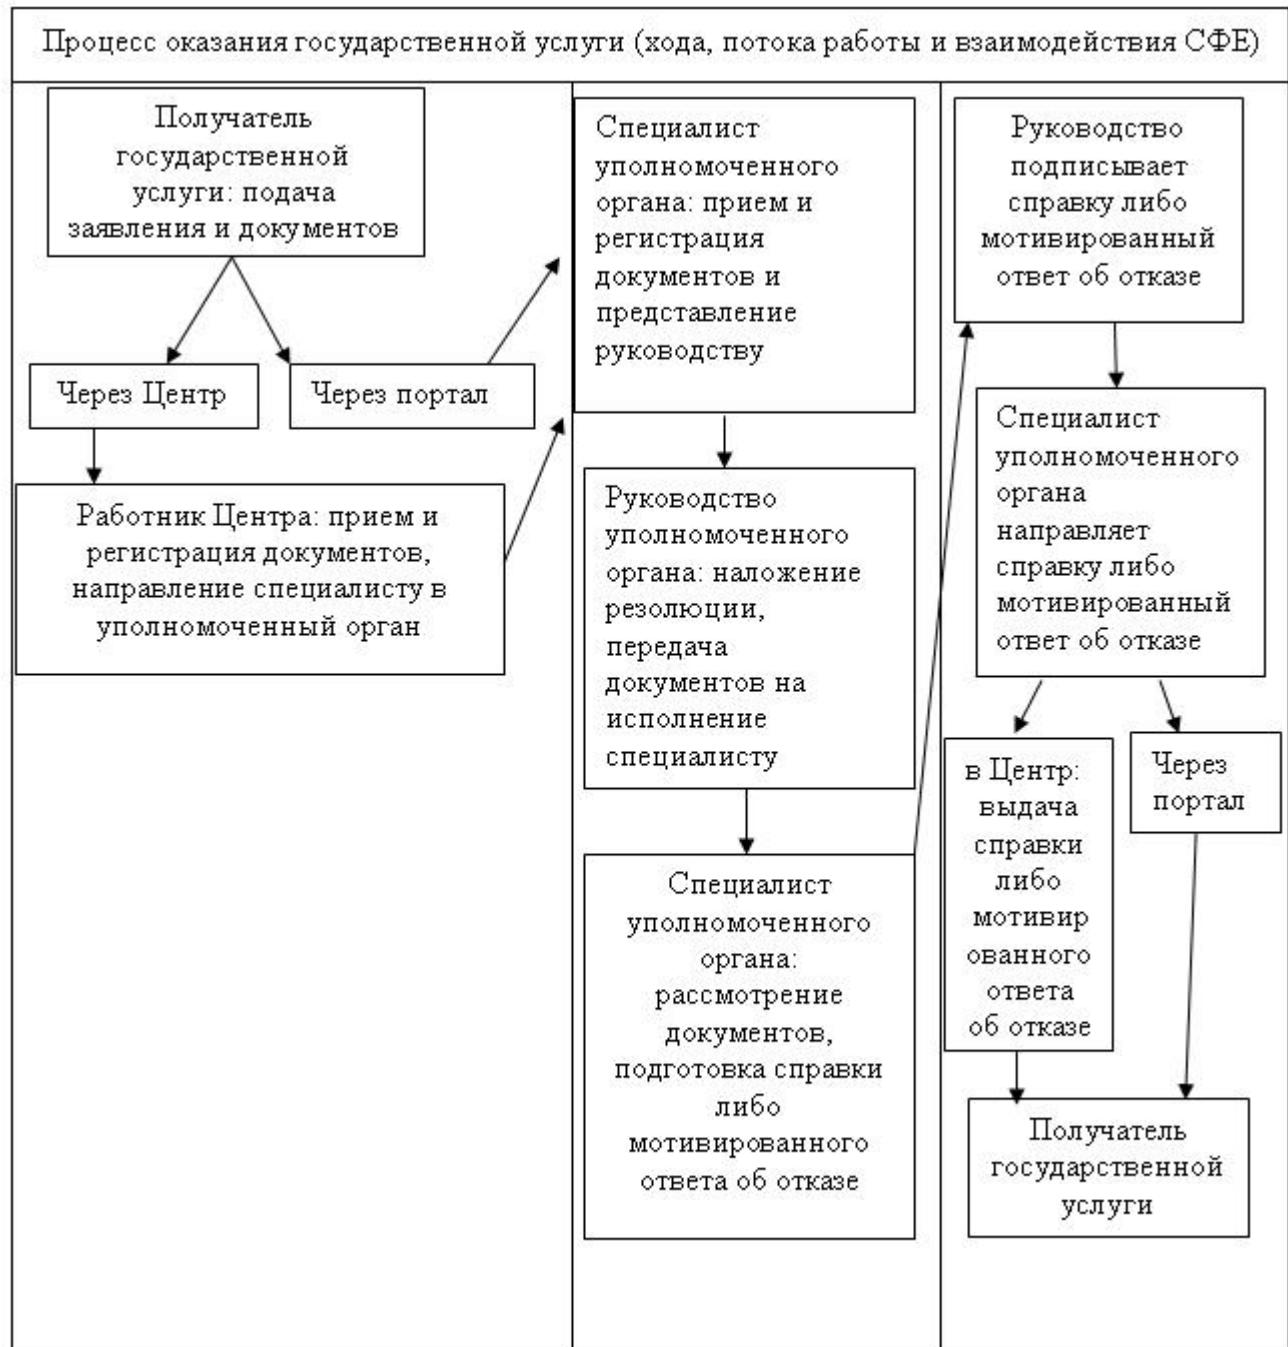 Процесс оказания государственной услуги (хода, потока работы и взаимодействия СФЕ)
Получатель
государственной
услуги: подача
заявления и документов
Через Центр
Через портал
Работник Центра: прием и
регистрация документов,
направление специалисту в
уполномоченный орган
Специалист
уполномоченного
органа: прием и
регистрация
документов и
представление
руководству
Руководство
уполномоченного
органа: наложение
резолюции,
передача
документов на
исполнение
специалисту
Специалист
уполномоченного
органа:
рассмотрение
документов,
подготовка справки
либо
мотивированного
ответа об отказе
Руководство
подписывает
справку либо
мотивированный
ответ об отказе
Специалист
уполномоченного
органа
направляет
справку либо
мотивированный
ответ об отказе
в Центр:
выдача
справки
либо
мотивир
ованного
ответа
об отказе
Через
портал
Получатель
государственной
услуги